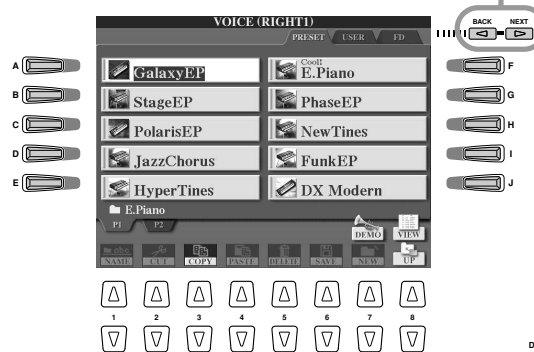 VOICE (RIGHT1)
BACK NEXT
PRESET USER FD
A F
GalaxyEP
Cool!
E.Piano
B G
StageEP PhaseEP
C H
PolarisEP NewTines
D I
JazzChorus FunkEP
E J
HyperTines DX Modern
E.Piano
P1 P2
DEMO VIEW
abc
NAME CUT COPY PASTE DELETE SAVE NEW UP
1 2 3 4 5 6 7 8
D